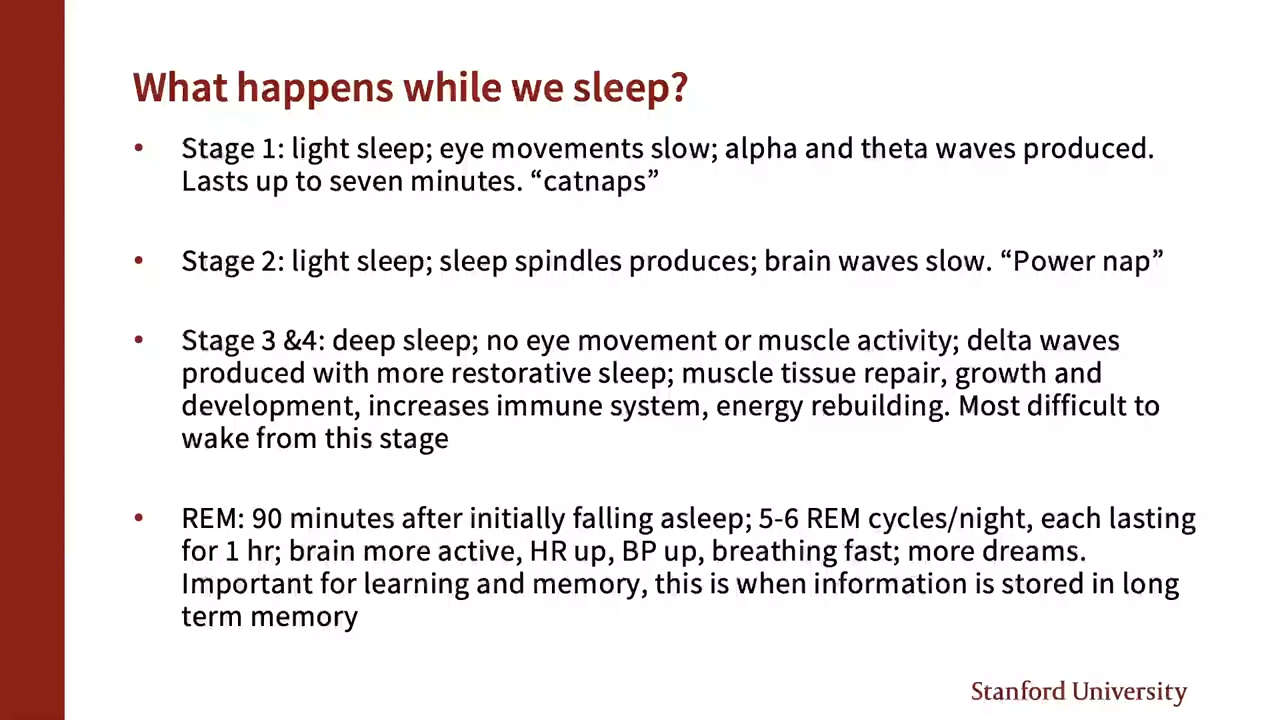 What happens while we sleep?
• Stage 1: light sleep; eye movements slow; alpha and theta waves produced.
Lasts up to seven minutes. “catnaps”
• Stage 2: light sleep; sleep spindles produces; brain waves slow. “Power nap”
• Stage 3 &4: deep sleep; no eye movement or muscle activity; delta waves
produced with more restorative sleep; muscle tissue repair, growth and
development, increases immune system, energy rebuilding. Most difficult to
wake from this stage
• REM: 90 minutes after initially falling asleep; 5-6 REM cycles/night, each lasting
for 1 hr; brain more active, HR up, BP up, breathing fast; more dreams.
Important for learning and memory, this is when information is stored in long
term memory
Stanford University